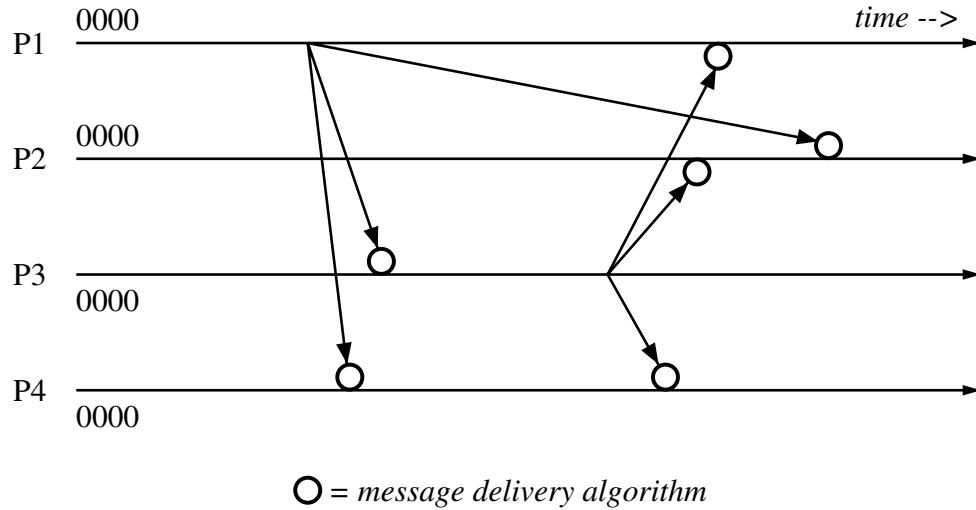 0000
time -->
P1
0000
P2
P3
0000
P4
0000
= message delivery algorithm